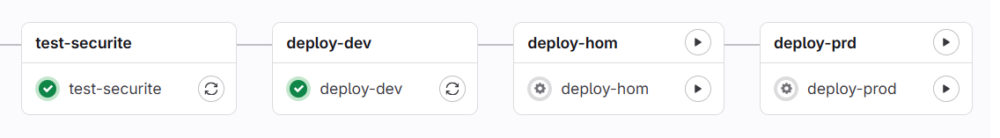 test-securite
test-securite
deploy-dev
deploy-dev
deploy-hom
deploy-hom
deploy-prd
deploy-prod